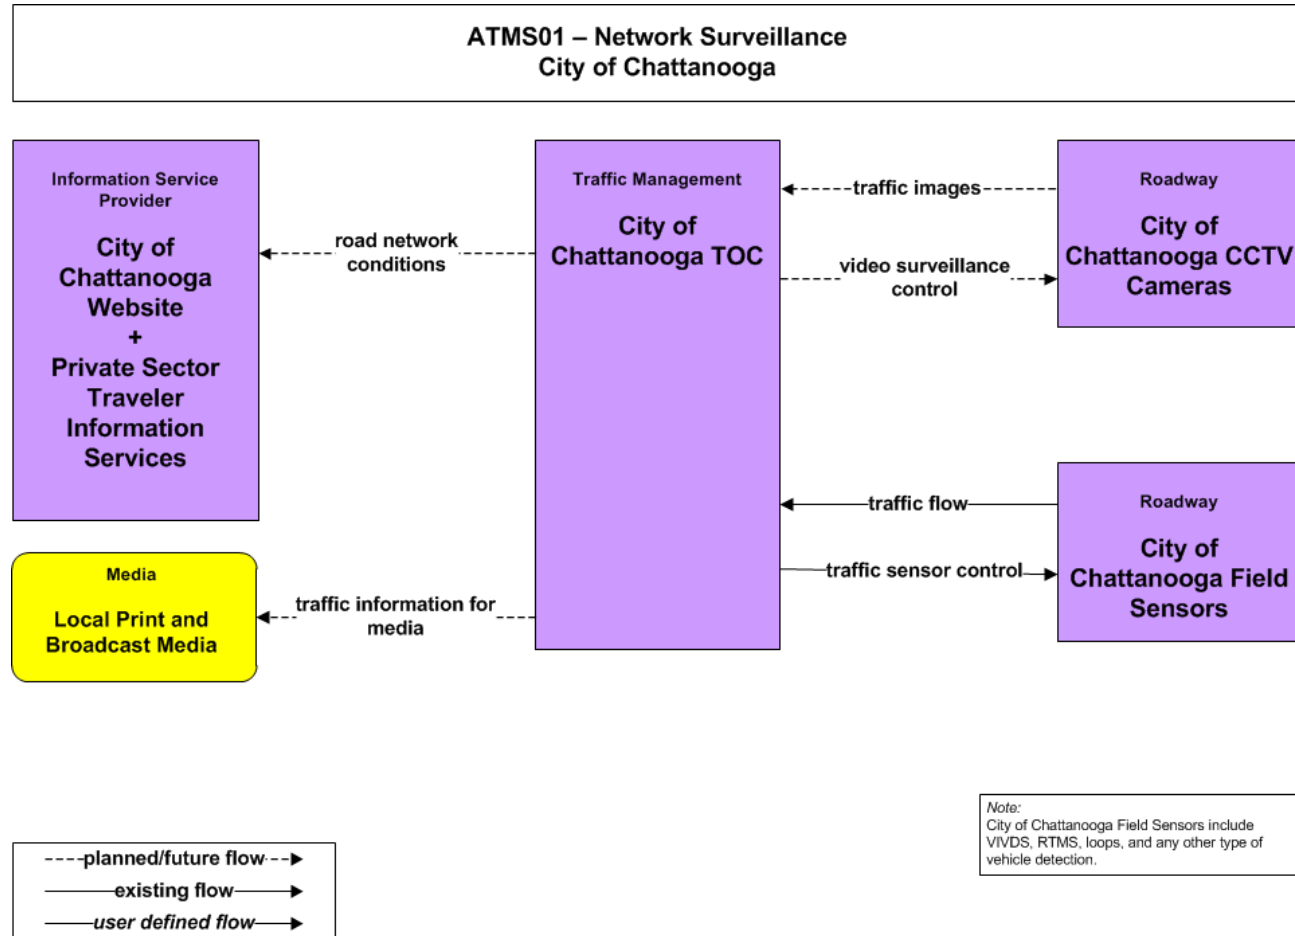 ATMS01 – Network Surveillance
City of Chattanooga
Information Service
Provider
City of
Chattanooga
Website
+
Private Sector
Traveler
Information
Services
road network
conditions
Traffic Management
City of
Chattanooga TOC
traffic images
video surveillance
control
Roadway
City of
Chattanooga CCTV
Cameras
traffic flow
traffic sensor control
Roadway
City of
Chattanooga Field
Sensors
Media
Local Print and
Broadcast Media
traffic information for
media
Note:
City of Chattanooga Field Sensors include
VIVDS, RTMS, loops, and any other type of
vehicle detection.
planned/future flow
existing flow
user defined flow